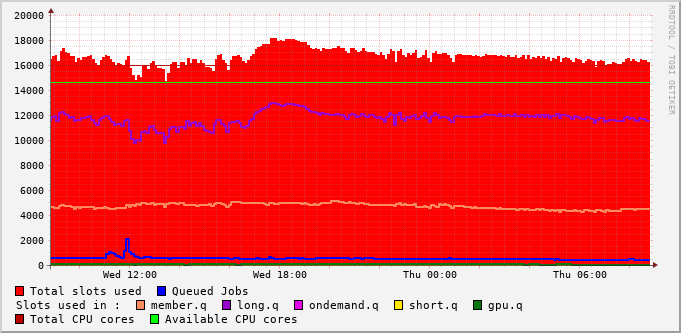 20000
18000
16000
14000
12000
10000
8000
6000
4000
2000
0
Wed 12:00 Wed 18:00 Thu 00:00 Thu 06:00
Total slots used Queued Jobs
Slots used in : member.q long.q ondemand.q short.q gpu.q
Total CPU cores Available CPU cores
RRDTOOL / TOBI OETIKER